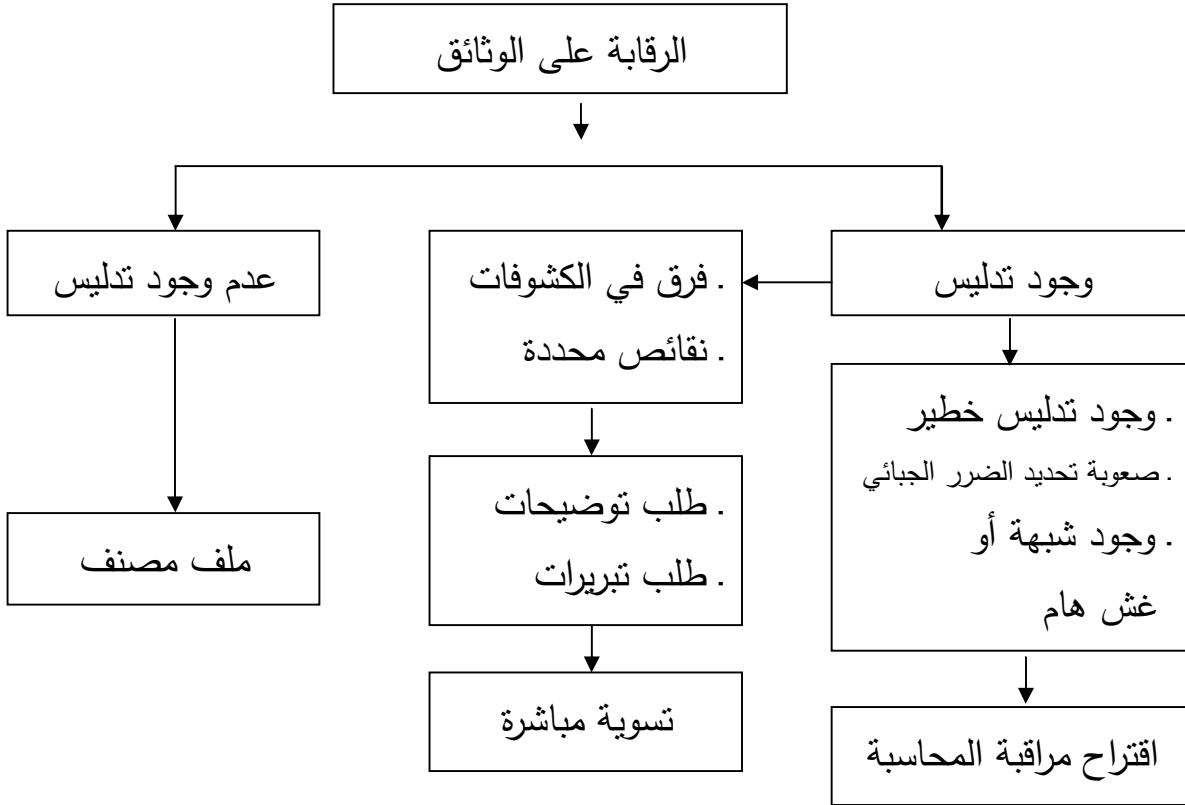 الرقابة على الوثائق
وجود تدليس
. فرق في الكشوفات
. نقائص محددة
عدم وجود تدليس
. وجود تدليس خطير
. صعوبة تحديد الضرر الجبائي
. وجود شبهة أو
غش هام
. طلب توضيحات
. طلب تبريرات
ملف مصنف
تسوية مباشرة
اقتراح مراقبة المحاسبة